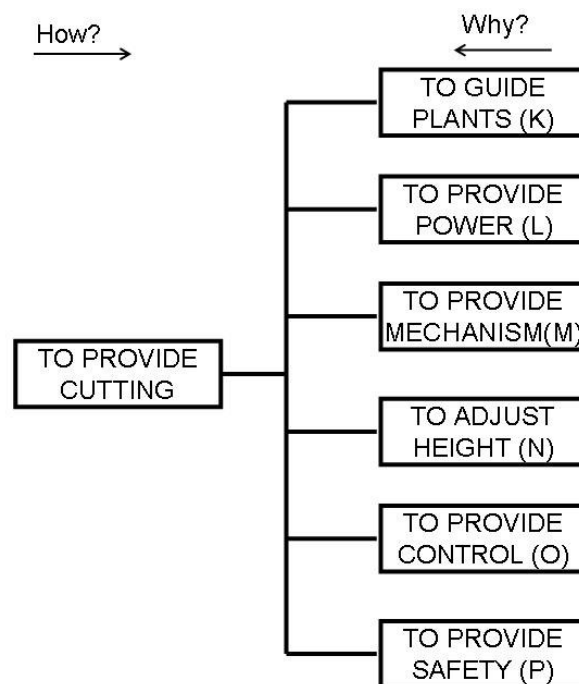 How?
Why?
TO GUIDE
PLANTS (K)
TO PROVIDE
POWER (L)
TO PROVIDE
MECHANISM(M)
TO PROVIDE
CUTTING
TO ADJUST
HEIGHT (N)
TO PROVIDE
CONTROL (O)
TO PROVIDE
SAFETY (P)